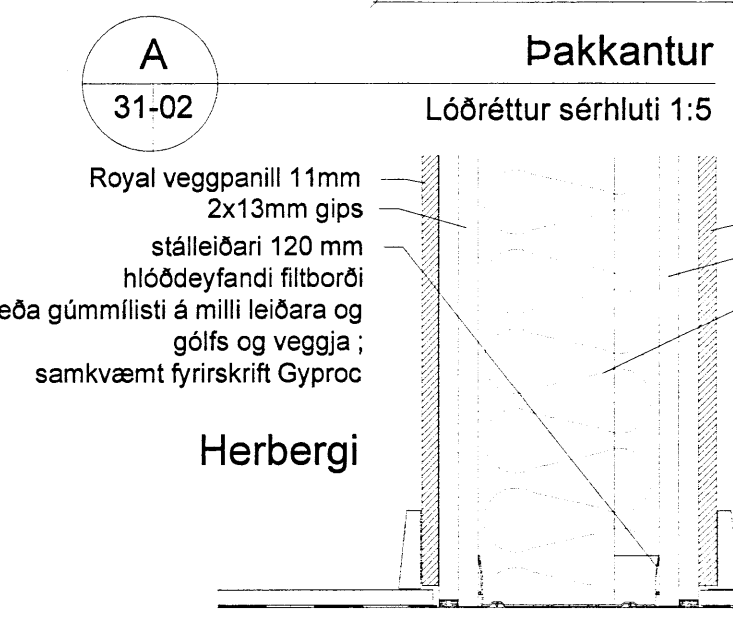 A
31-02
Þakkantur
Lóðréttur sérhluti 1:5
Royal veggpanill 11mm
2x13mm gips
stálleiðari 120 mm
hlóðdeyfandi filtborði
eða gúmmílisti á milli leiðara og
gólfs og veggja ;
samkvæmt fyrirskrift Gyproc
Herbergi